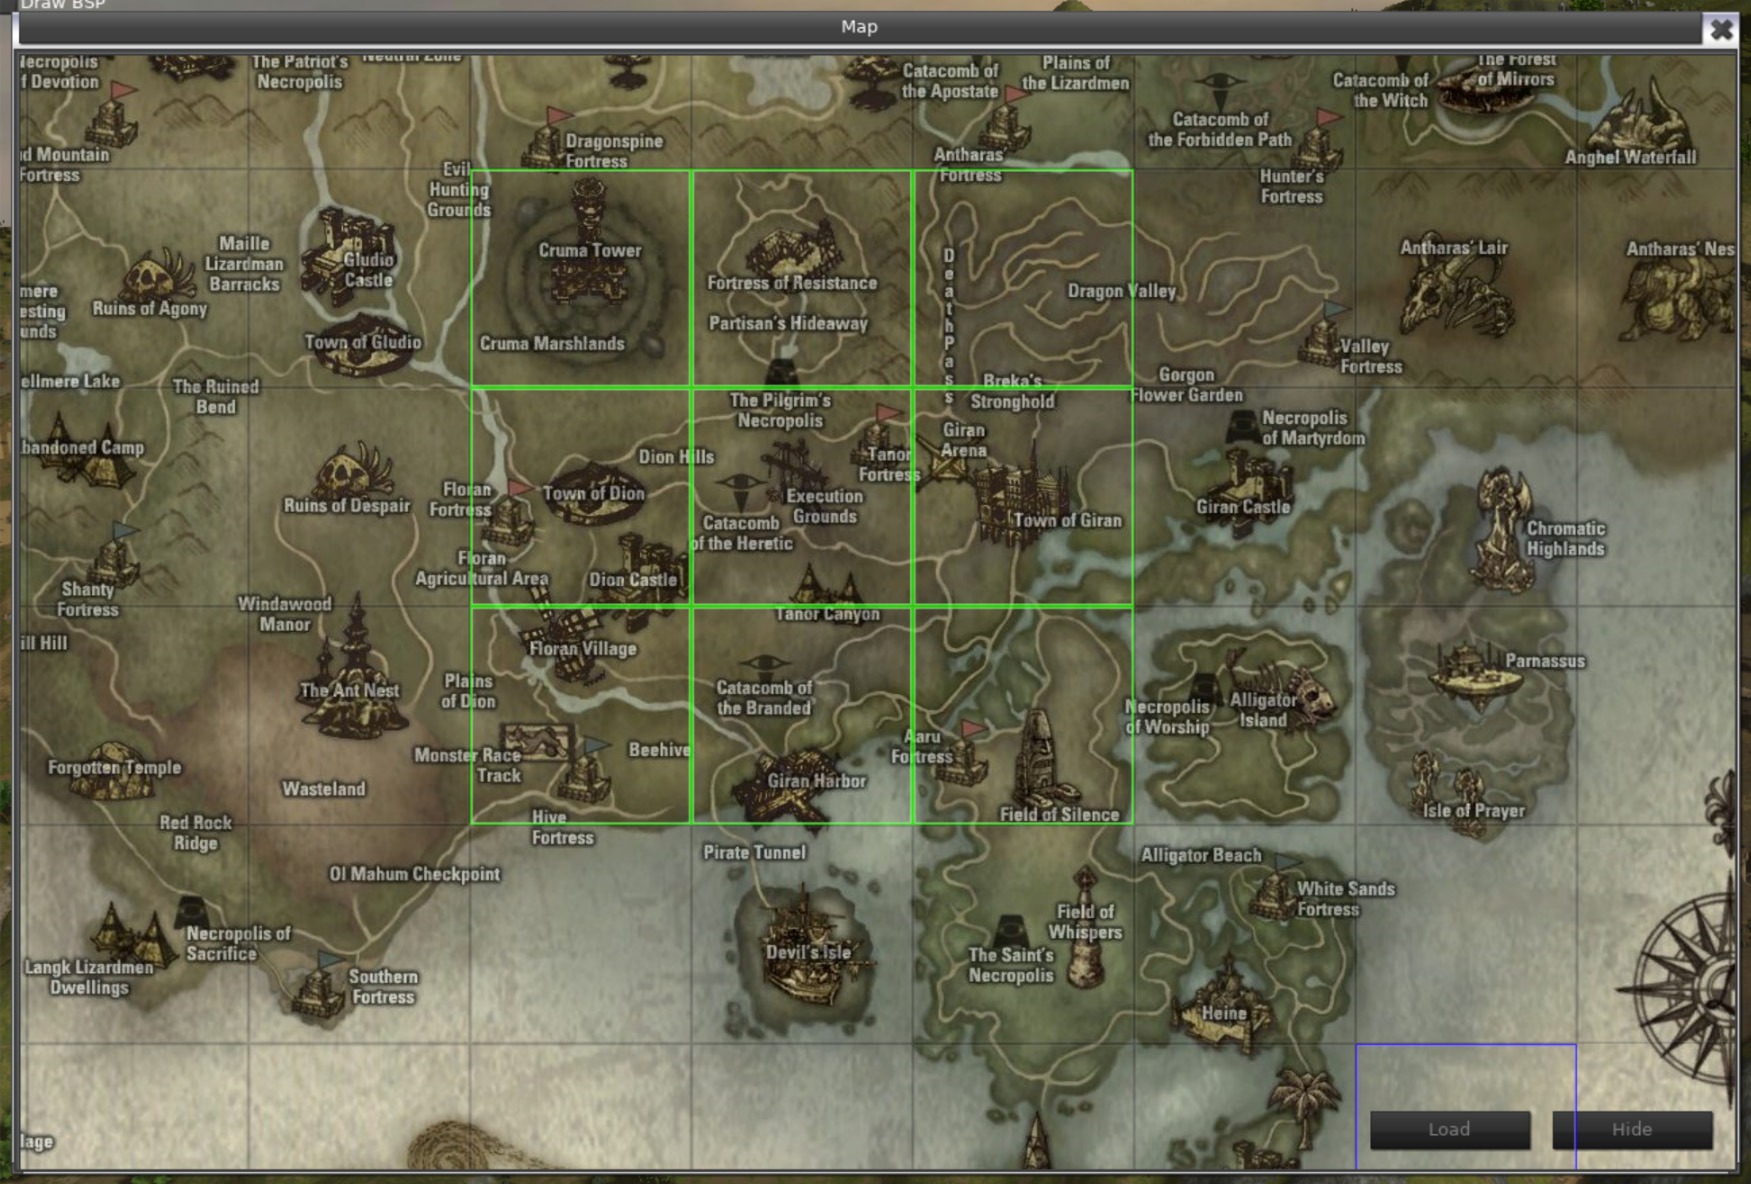 Draw BSP
Map
Necropolis
of Devotion
The Patriot's
Necropolis
Neutral Zone
Catacomb of
the Apostate
Plains of
the Lizardmen
Catacomb of
the Witch
The Forest
of Mirrors
Dragonspine
Fortress
Antharas
Fortress
Catacomb of
the Forbidden Path
Hunter's
Fortress
Anghel Waterfall
d Mountain
Fortress
Evil
Hunting
Grounds
Maille
Lizardman
Barracks
Gludio
Castle
Cruma Tower
Fortress of Resistance
Death Pass
Dragon Valley
Antharas' Lair
Antharas' Nes
mere
esting
unds
Ruins of Agony
Town of Gludio
Cruma Marshlands
Partisan's Hideaway
Valley
Fortress
ellmere Lake
The Ruined
Bend
The Pilgrim's
Necropolis
Breka's
Stronghold
Gorgon
Flower Garden
Necropolis
of Martyrdom
bandoned Camp
Ruins of Despair
Floran
Fortress
Dion Hills
Town of Dion
Tanor
Fortress
Giran
Arena
Execution
Grounds
Catacomb
of the Heretic
Town of Giran
Giran Castle
Chromatic
Highlands
Shanty
Fortress
Floran
Agricultural Area
Dion Castle
Windawood
Manor
Tanor Canyon
ill Hill
Floran Village
Parnassus
The Ant Nest
Plains
of Dion
Catacomb of
the Branded
Necropolis
of Worship
Alligator
Island
Forgotten Temple
Wasteland
Monster Race
Track
Beehive
Giran Harbor
Aaru
Fortress
Field of Silence
Isle of Prayer
Red Rock
Ridge
Hive
Fortress
Pirate Tunnel
Alligator Beach
Ol Mahum Checkpoint
White Sands
Fortress
Necropolis of
Sacrifice
Field of
Whispers
Langk Lizardmen
Dwellings
Southern
Fortress
Devil's Isle
The Saint's
Necropolis
Heine
lage
Load
Hide